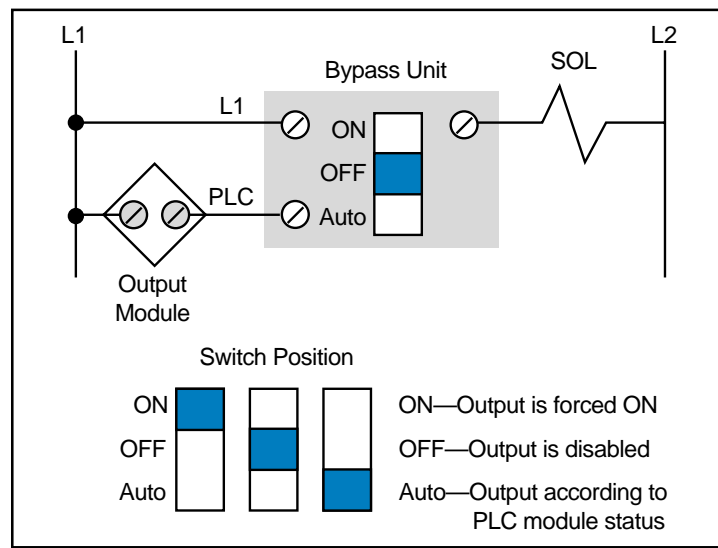 L1
L2
SOL
Bypass Unit
L1
ON
OFF
PLC
Auto
Output
Module
Switch Position
ON
ON—Output is forced ON
OFF
OFF—Output is disabled
Auto
Auto—Output according to
PLC module status